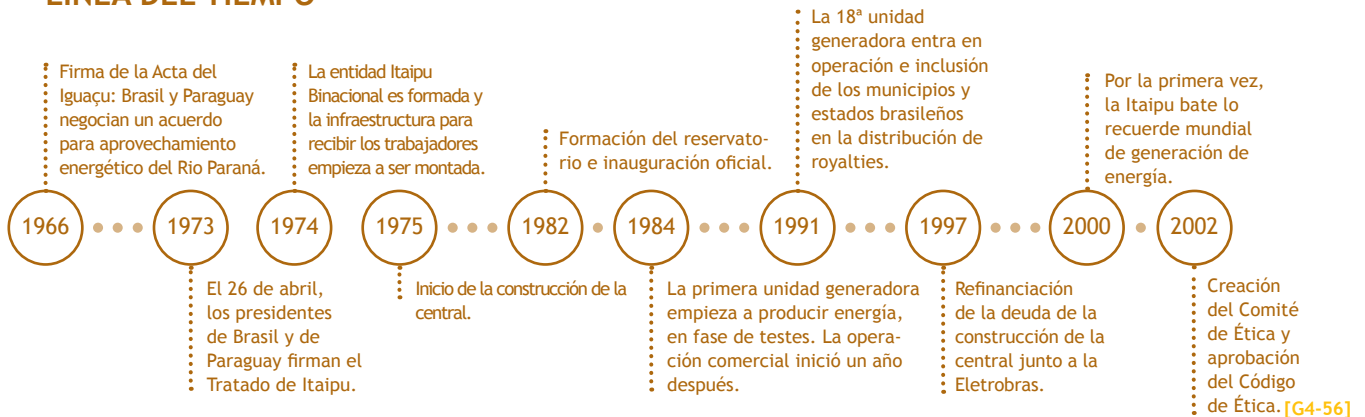 LÍNEA DEL TIEMPO
Firma de la Acta del
Iguaçu: Brasil y Paraguay
negocian un acuerdo
para aprovechamiento
energético del Rio Paraná.
La entidad Itaipu
Binacional es formada y
la infraestructura para
recibir los trabajadores
empieza a ser montada.
Formación del reservato-
rio e inauguración oficial.
La 18ª unidad
generadora entra en
operación e inclusión
de los municipios y
estados brasileños
en la distribución de
royalties.
Por la primera vez,
la Itaipu bate lo
recuerde mundial
de generación de
energía.
1966
1973
1974
1975
1982
1984
1991
1997
2000
2002
El 26 de abril,
los presidentes
de Brasil y de
Paraguay firman el
Tratado de Itaipu.
Inicio de la construcción de la
central.
La primera unidad generadora
empieza a producir energía,
en fase de testes. La opera-
ción comercial inició un año
después.
Refinanciación
de la deuda de la
construcción de la
central junto a la
Eletrobras.
Creación
del Comité
de Ética y
aprobación
del Código
de Ética. [G4-56]